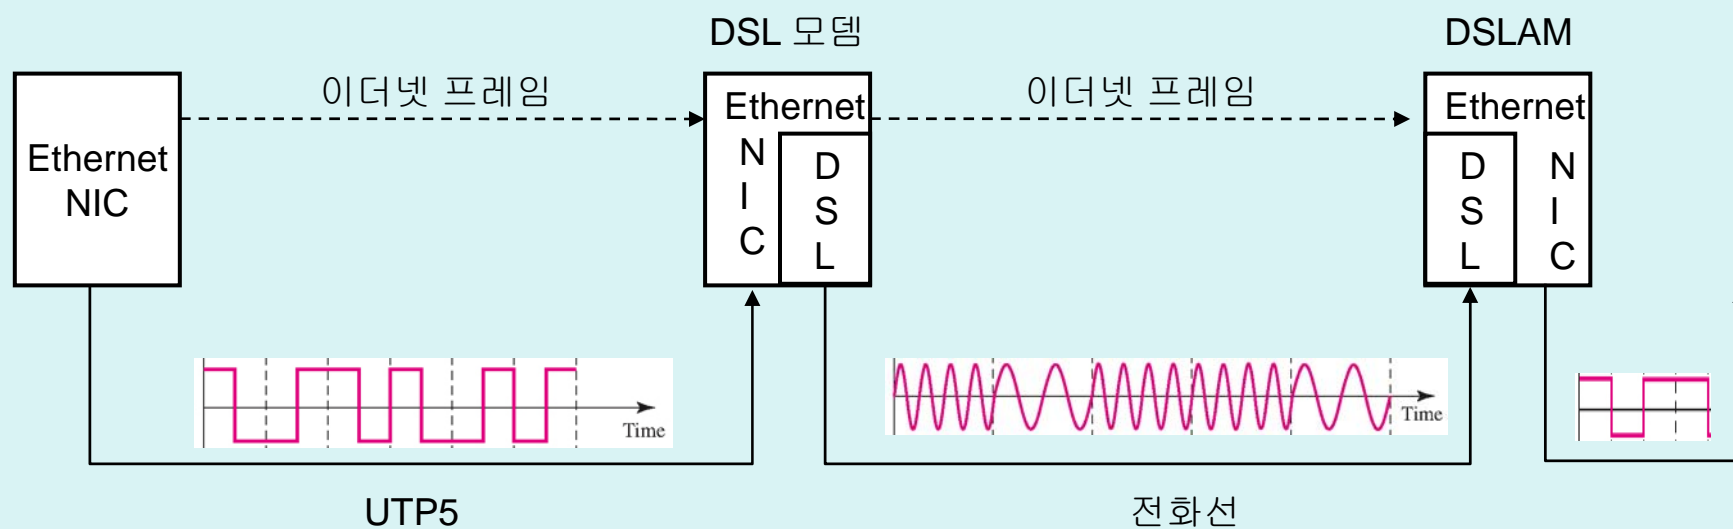 DSL 모뎀
DSLAM
이더넷 프레임
이더넷 프레임
Ethernet
NIC
Ethernet
N
I
C
D
S
L
Ethernet
D
S
L
N
I
C
Time
Time
UTP5
전화선